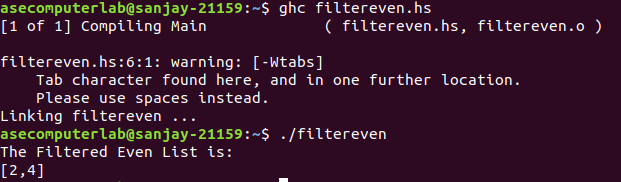 asecomputerlab@sanjay-21159:~$ ghc filtereven.hs
[1 of 1] Compiling Main             ( filtereven.hs, filtereven.o )

filtereven.hs:6:1: warning: [-Wtabs]
    Tab character found here, and in one further location.
    Please use spaces instead.
Linking filtereven ...
asecomputerlab@sanjay-21159:~$ ./filtereven
The Filtered Even List is:
[2,4]